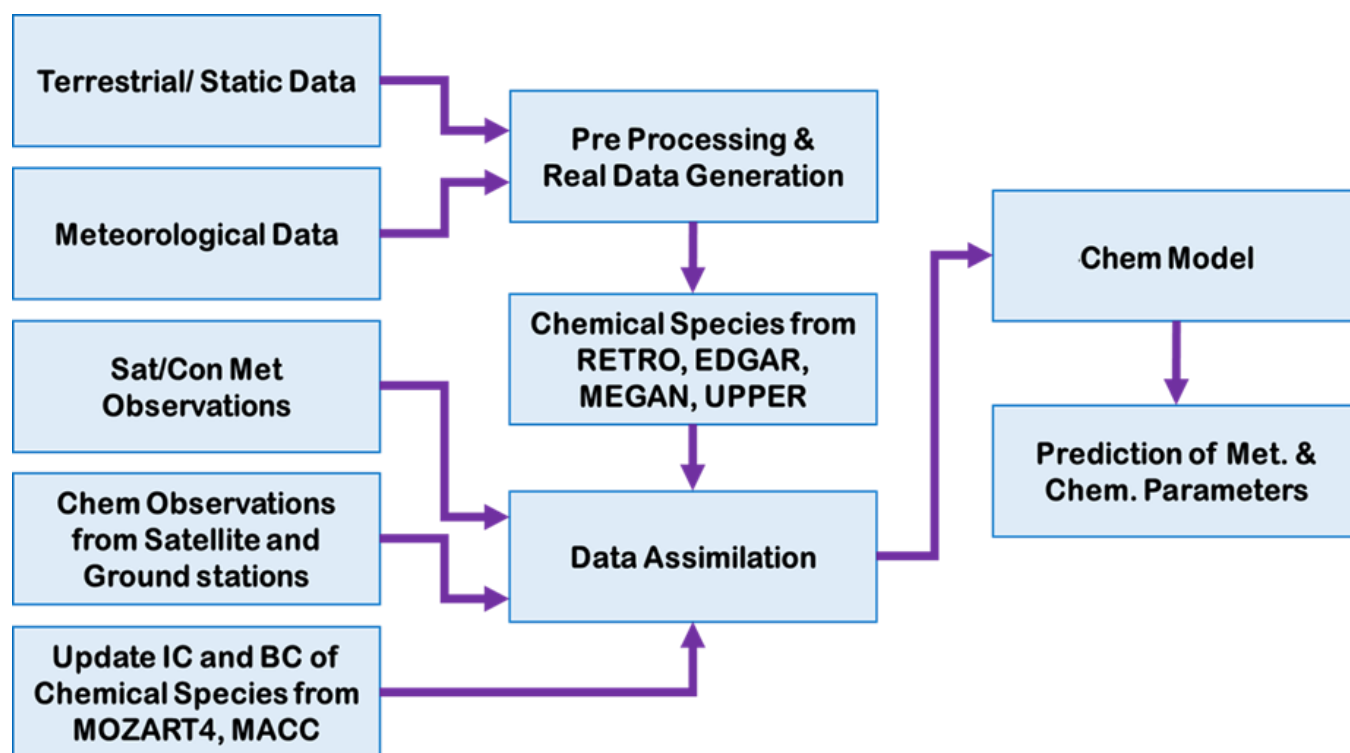 Terrestrial/ Static Data
Meteorological Data
Sat/Con Met
Observations
Chem Observations
from Satellite and
Ground stations
Update IC and BC of
Chemical Species from
MOZART4, MACC
Pre Processing &
Real Data Generation
Chemical Species from
RETRO, EDGAR,
MEGAN, UPPER
Data Assimilation
Chem Model
Prediction of Met. &
Chem. Parameters